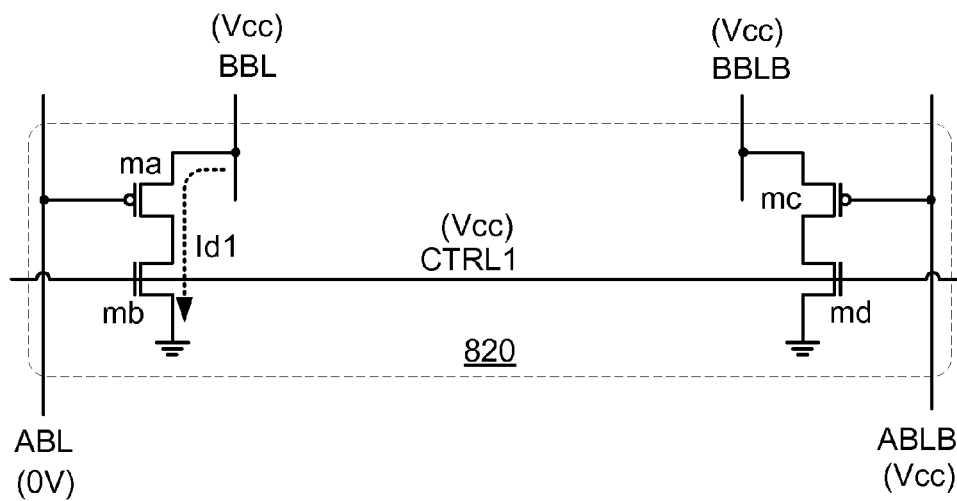 (Vcc)
BBL
(Vcc)
BBLB
ma
mc
Id1
(Vcc)
CTRL1
mb
md
820
ABL
(0V)
ABLB
(Vcc)